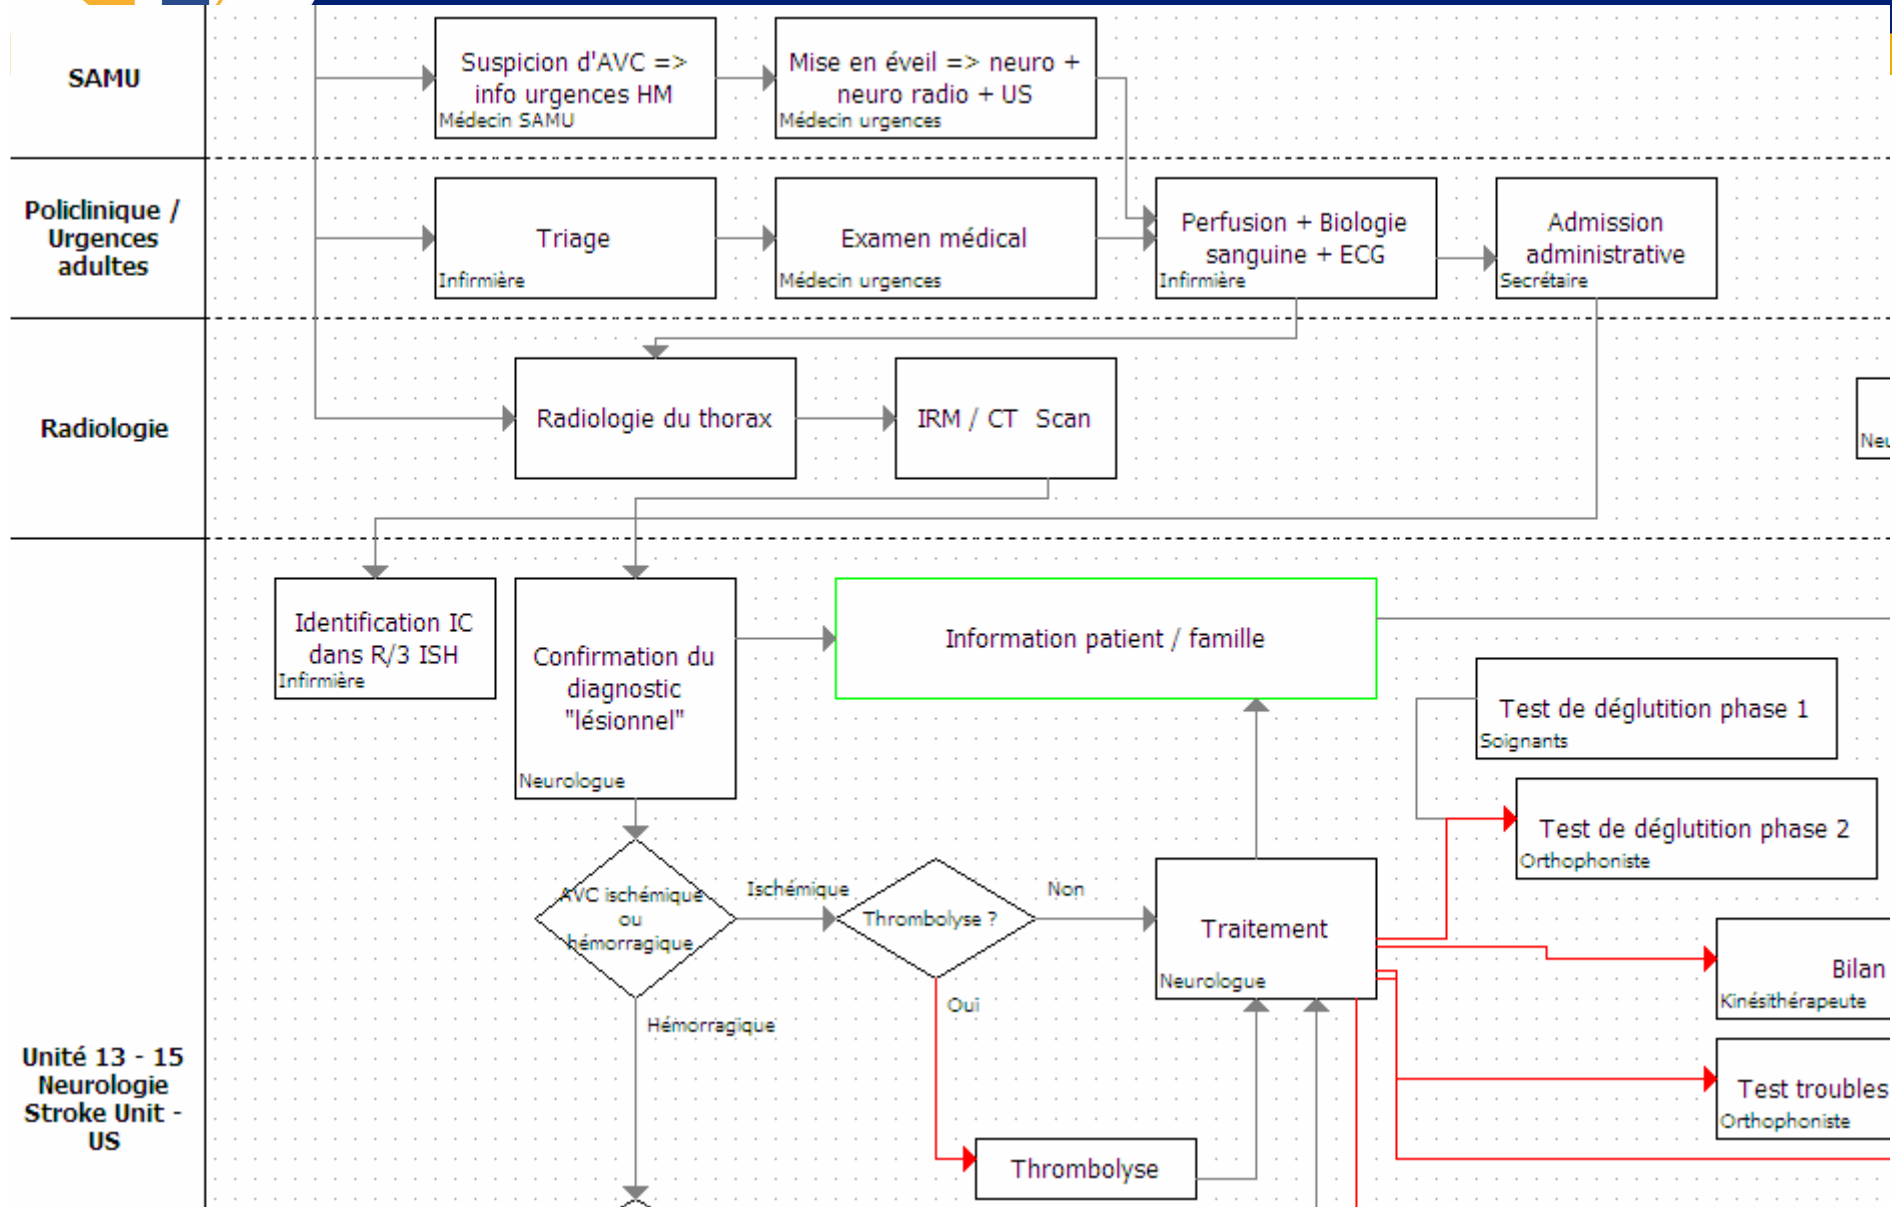 SAMU
Suspicion d'AVC =>
info urgences HM
Médecin SAMU
Mise en éveil => neuro +
neuro radio + US
Médecin urgences
Policlinique /
Urgences
adultes
Triage
Infirmière
Examen médical
Médecin urgences
Perfusion + Biologie
sanguine + ECG
Infirmière
Admission
administrative
Secrétaire
Radiologie
Radiologie du thorax
IRM / CT Scan
Neu
Identification IC
dans R/3 ISH
Infirmière
Confirmation du
diagnostic
"lésionnel"
Neurologue
Information patient / famille
Test de déglutition phase 1
Soignants
Test de déglutition phase 2
Orthophoniste
AVC ischémique
ou
hémorragique
Ischémique
Thrombolyse ?
Non
Traitement
Neurologue
Bilan
Kinésithérapeute
Oui
Hémorragique
Unité 13 - 15
Neurologie
Stroke Unit -
US
Test troubles
Orthophoniste
Thrombolyse